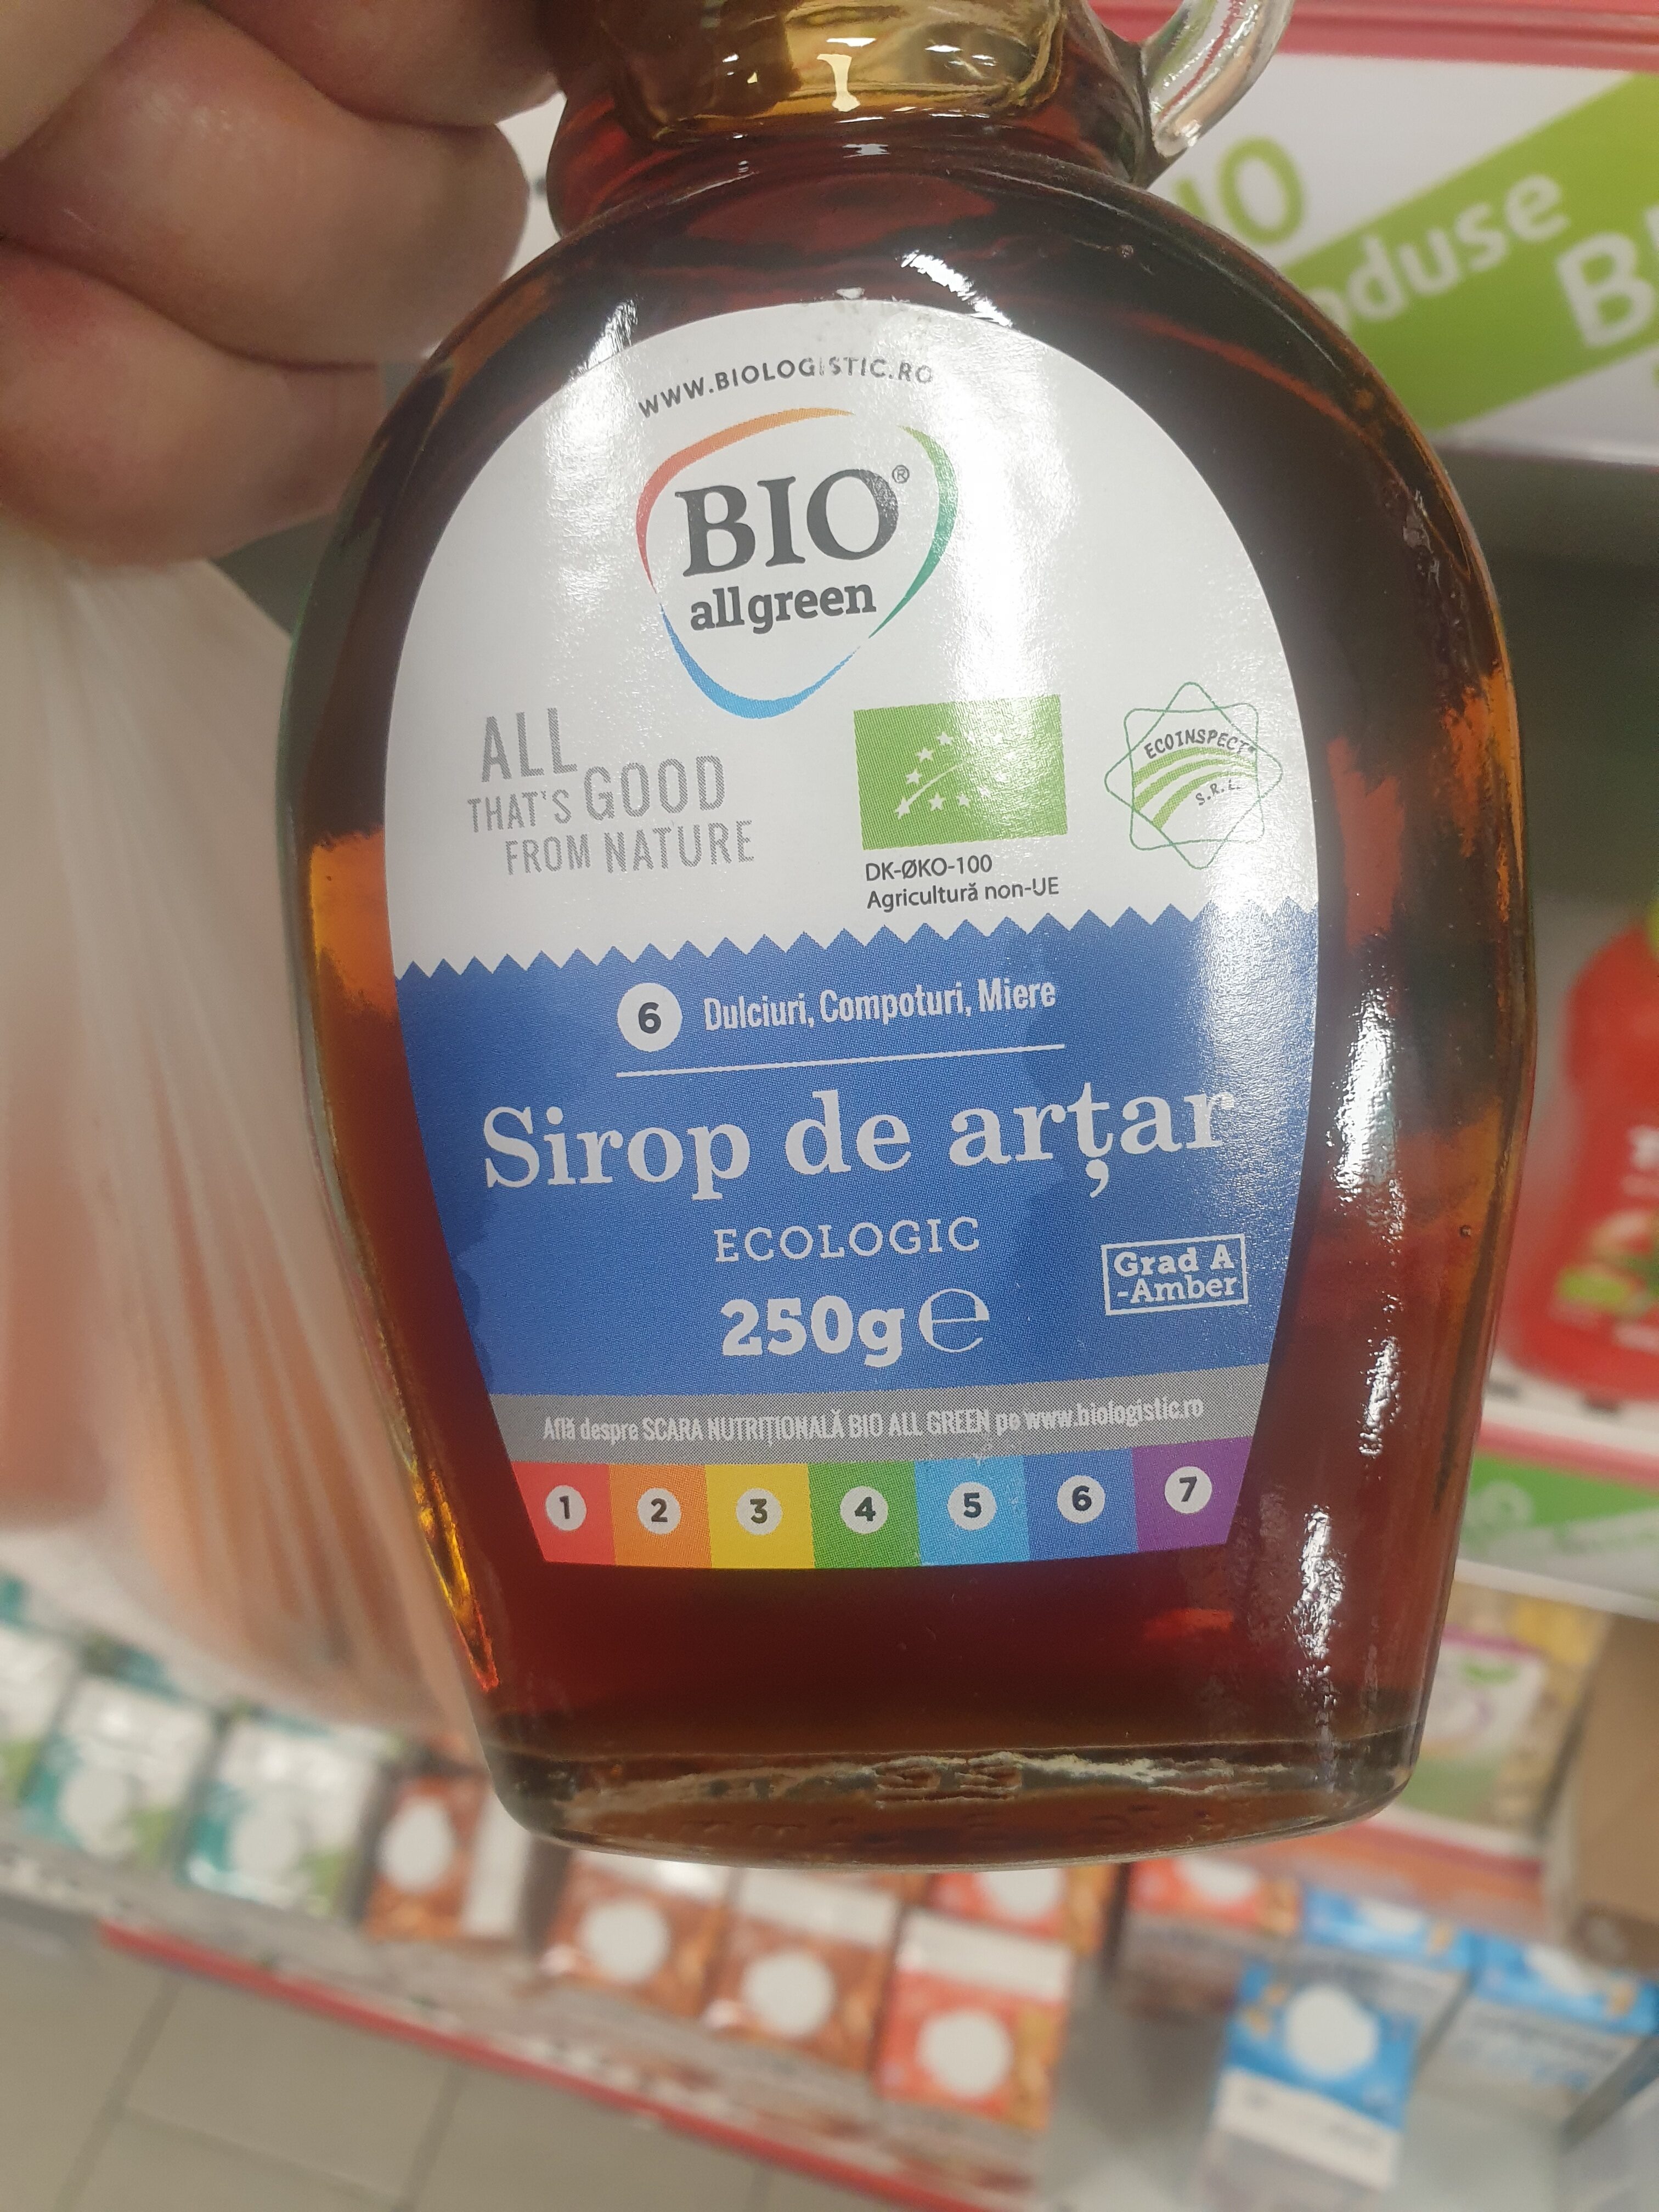 WWW.BIOLOGISTIC.RO
BIO®
allgreen
ALL
THAT'S GOOD
FROM NATURE
DK-ØKO-100
Agricultură non-UE
ECOINSPECT
S.R.L.
6 Dulciuri, Compoturi, Miere
Sirop de arțar
ECOLOGIC
250g e
Grad A
-Amber
Află despre SCARA NUTRIȚIONALĂ BIO ALL GREEN pe www.biologistic.ro
1 2 3 4 5 6 7